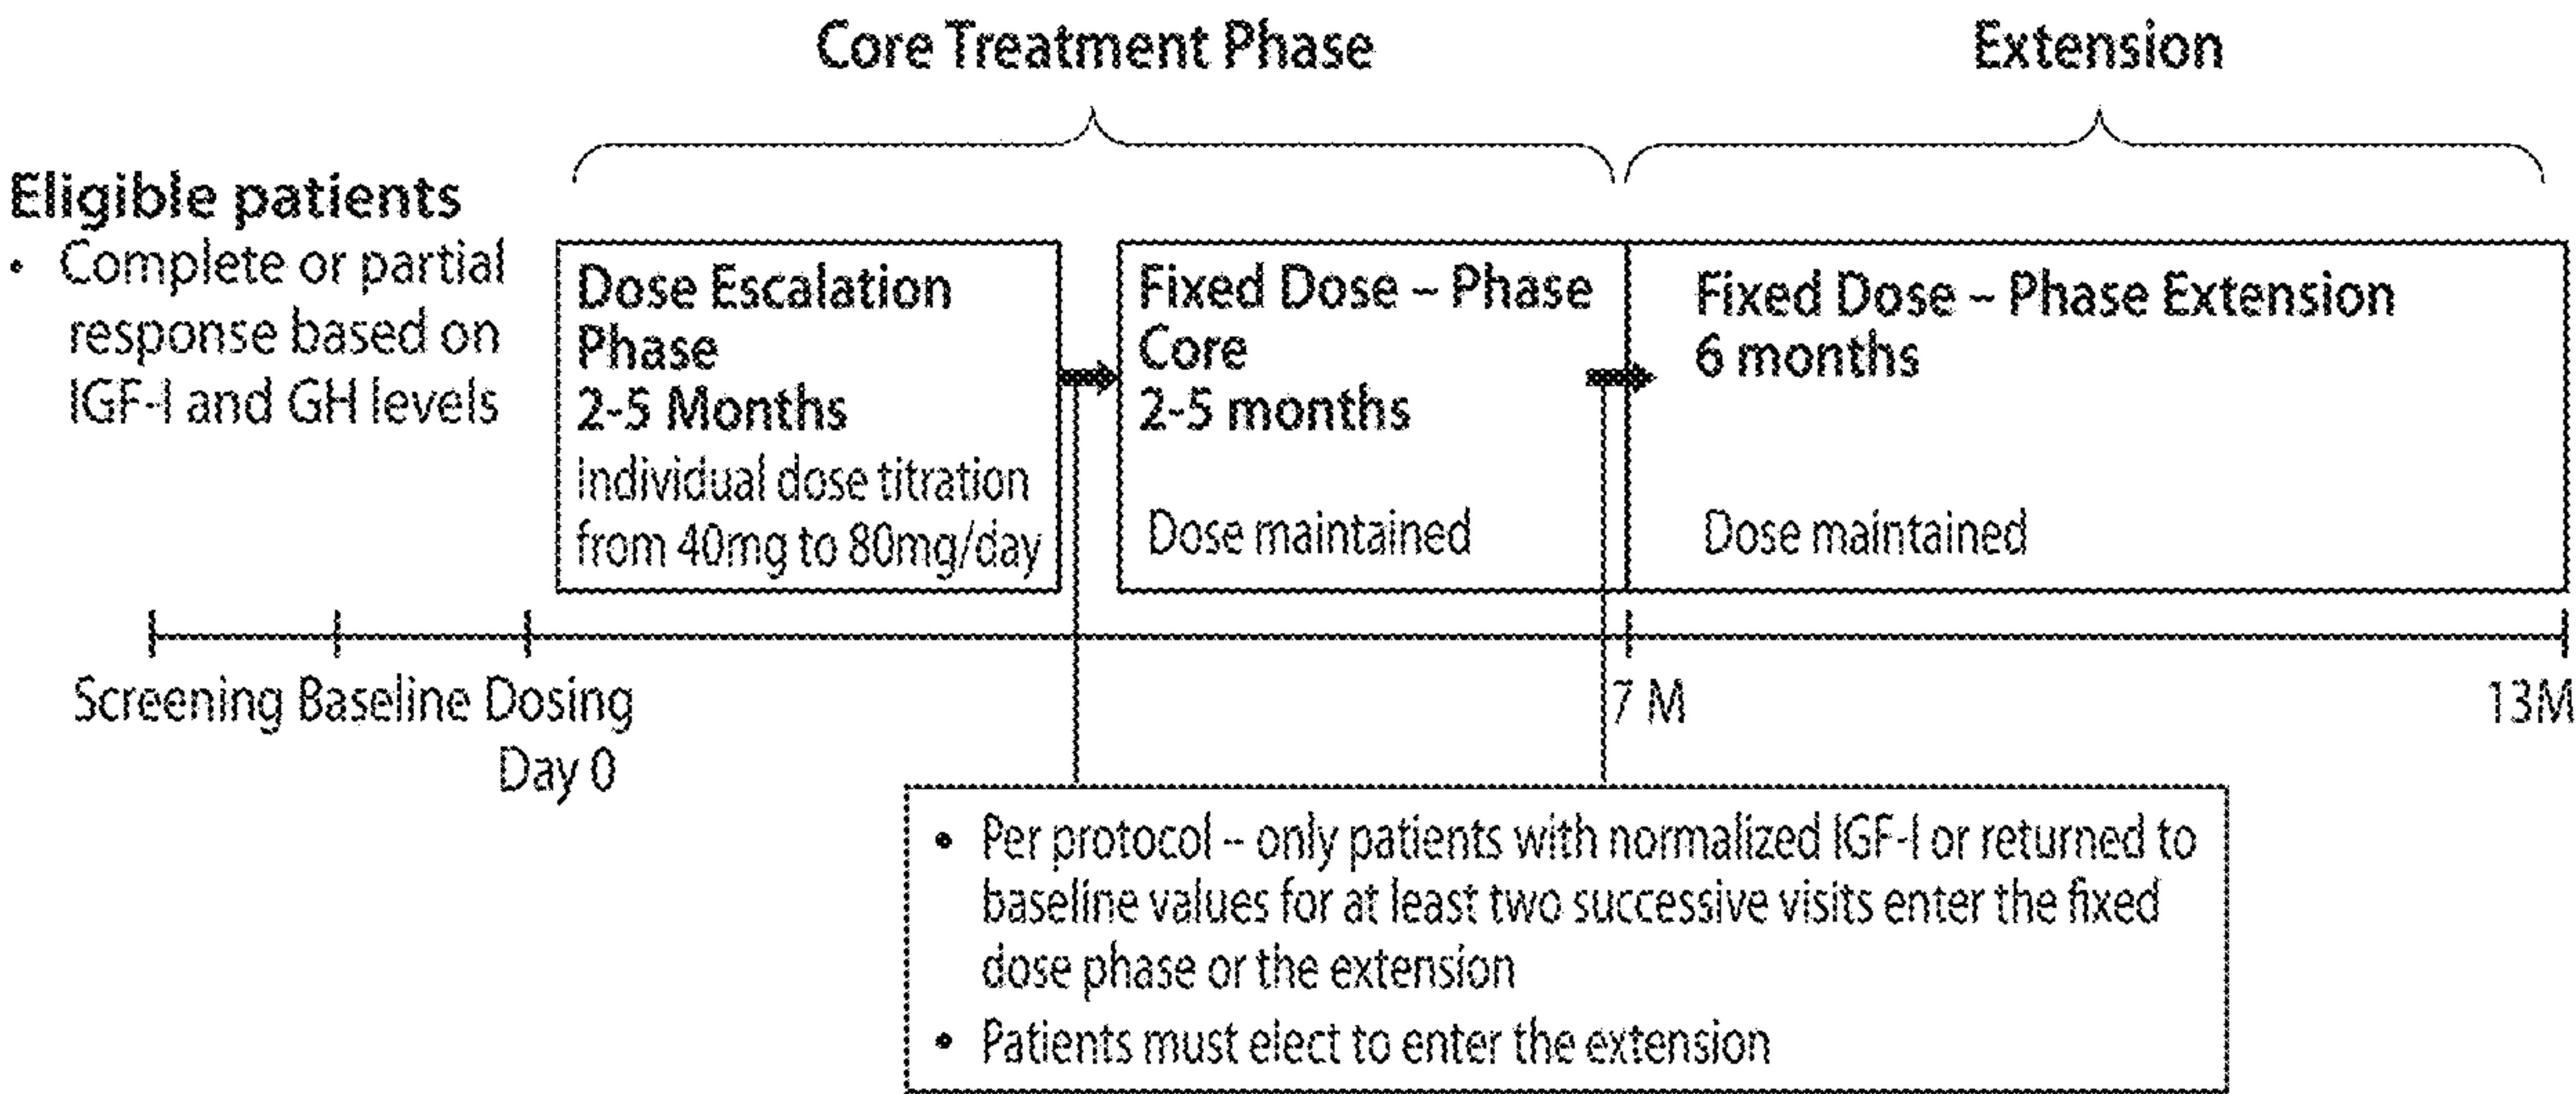 Core Treatment Phase
Extension
Eligible patients
• Complete or partial
response based on
IGF-I and GH levels
Dose Escalation
Phase
2-5 Months
Individual dose titration
from 40mg to 80mg/day
Fixed Dose – Phase
Core
2-5 months
Dose maintained
Fixed Dose – Phase Extension
6 months
Dose maintained
Screening Baseline Dosing
Day 0
7 M
13M
• Per protocol – only patients with normalized IGF-I or returned to
baseline values for at least two successive visits enter the fixed
dose phase or the extension
• Patients must elect to enter the extension